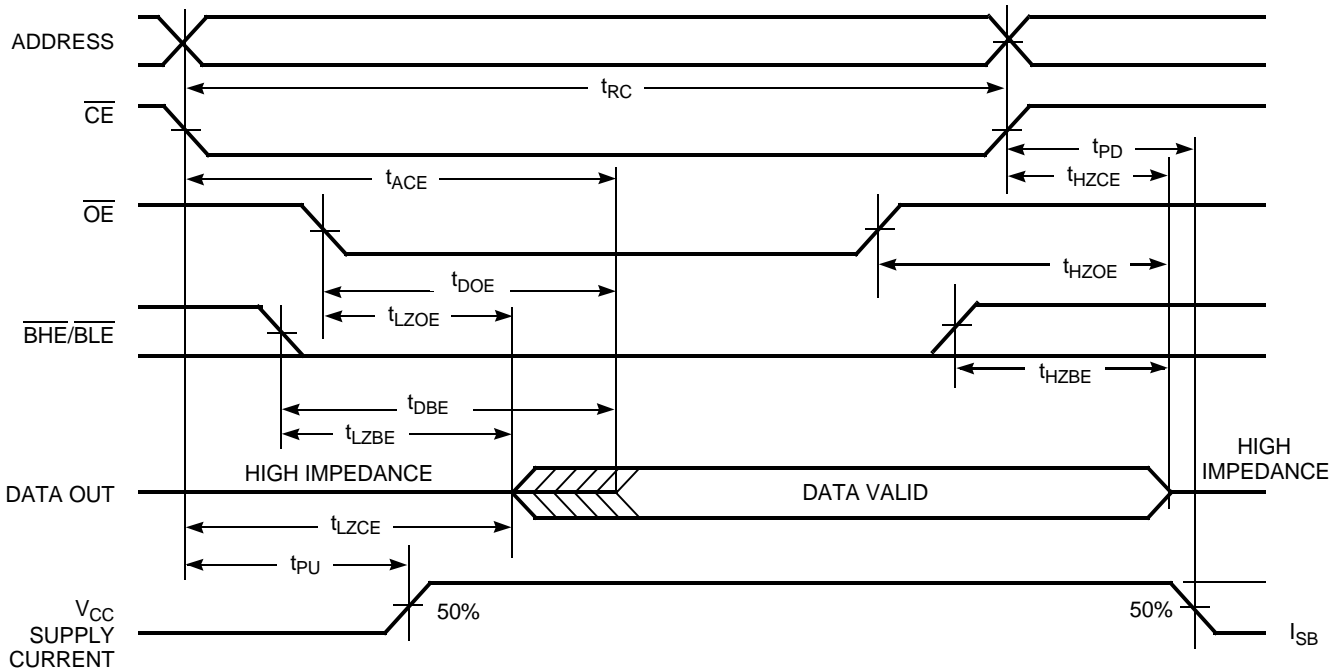 ADDRESS
tRC
CE
tPD
tACE
tHZCE
OE
tHZOE
tDOE
tLZOE
BHE/BLE
tHZBE
tDBE
tLZBE
HIGH IMPEDANCE
HIGH
IMPEDANCE
DATA OUT
DATA VALID
tLZCE
tPU
VCC
SUPPLY
CURRENT
50%
50%
ISB